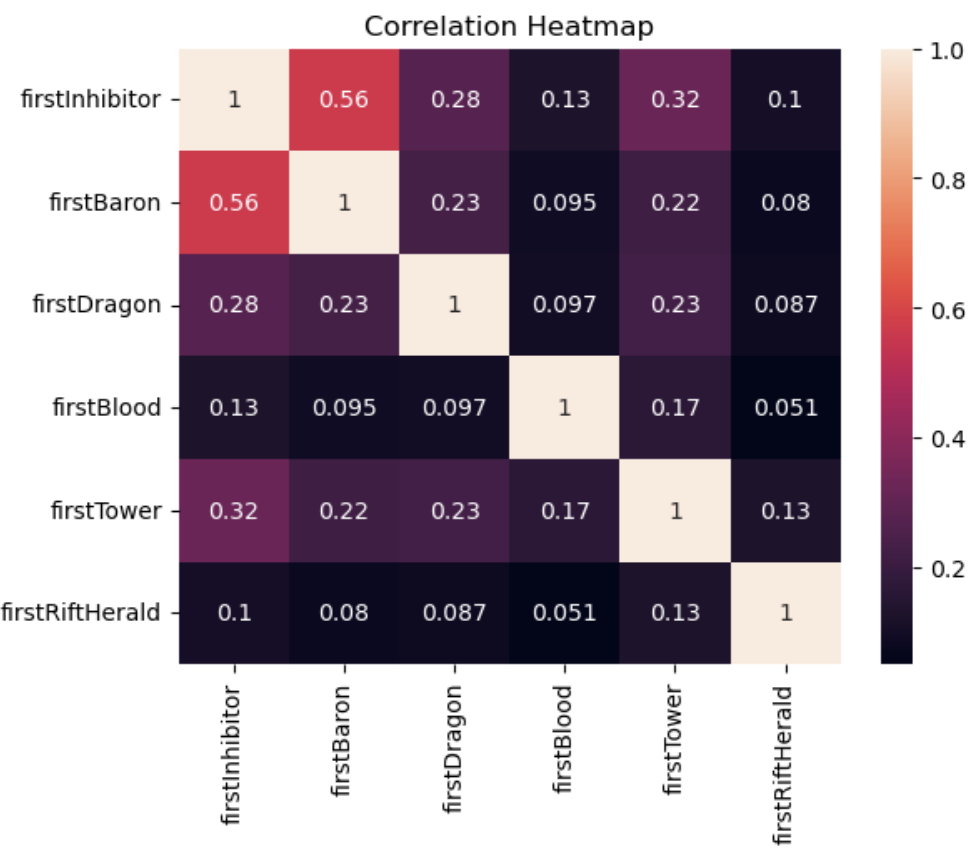 Correlation Heatmap
firstInhibitor 1 0.56 0.28 0.13 0.32 0.1
firstBaron 0.56 1 0.23 0.095 0.22 0.08
firstDragon 0.28 0.23 1 0.097 0.23 0.087
firstBlood 0.13 0.095 0.097 1 0.17 0.051
firstTower 0.32 0.22 0.23 0.17 1 0.13
firstRiftHerald 0.1 0.08 0.087 0.051 0.13 1
firstInhibitor
firstBaron
firstDragon
firstBlood
firstTower
firstRiftHerald
1.0
0.8
0.6
0.4
0.2